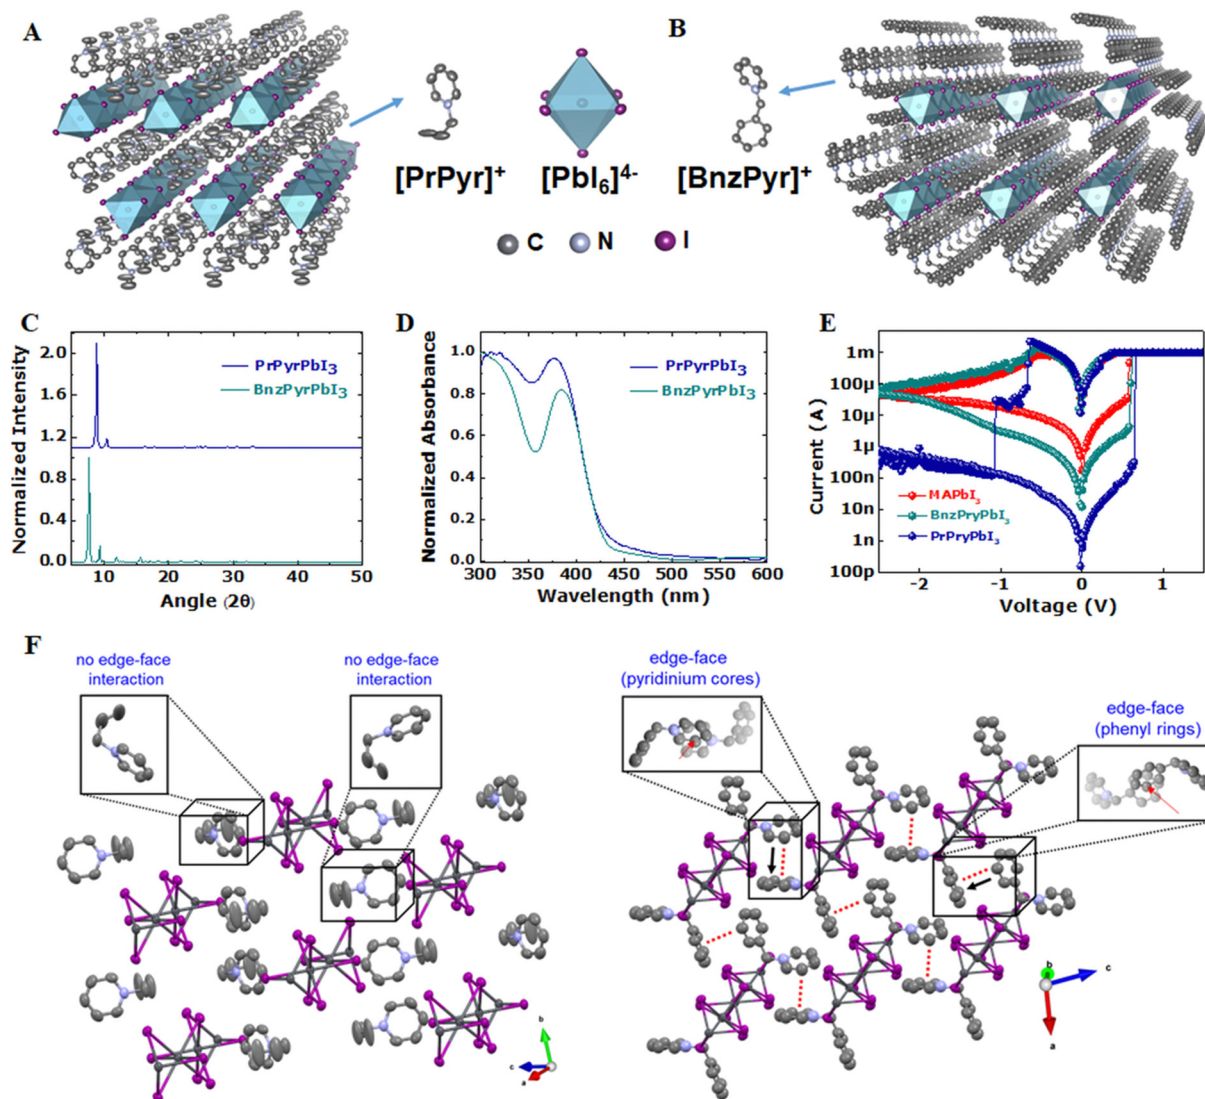 A
B
[PrPyr]+
[PbI6]4-
[BnzPyr]+
C
N
I
C
Normalized Intensity
2.0
1.6
1.2
0.8
0.4
0.0
PrPyrPbI3
BnzPyrPbI3
10
20
30
40
50
Angle (2θ)
D
Normalized Absorbance
1.0
0.8
0.6
0.4
0.2
0.0
PrPyrPbI3
BnzPyrPbI3
300
350
400
450
500
550
600
Wavelength (nm)
E
Current (A)
1m
100μ
10μ
1μ
100n
10n
1n
100p
MAPbI3
BnzPryPbI3
PrPryPbI3
-2
-1
0
1
Voltage (V)
F
no edge-face
interaction
no edge-face
interaction
edge-face
(pyridinium cores)
edge-face
(phenyl rings)
b
c
a
b
c
a